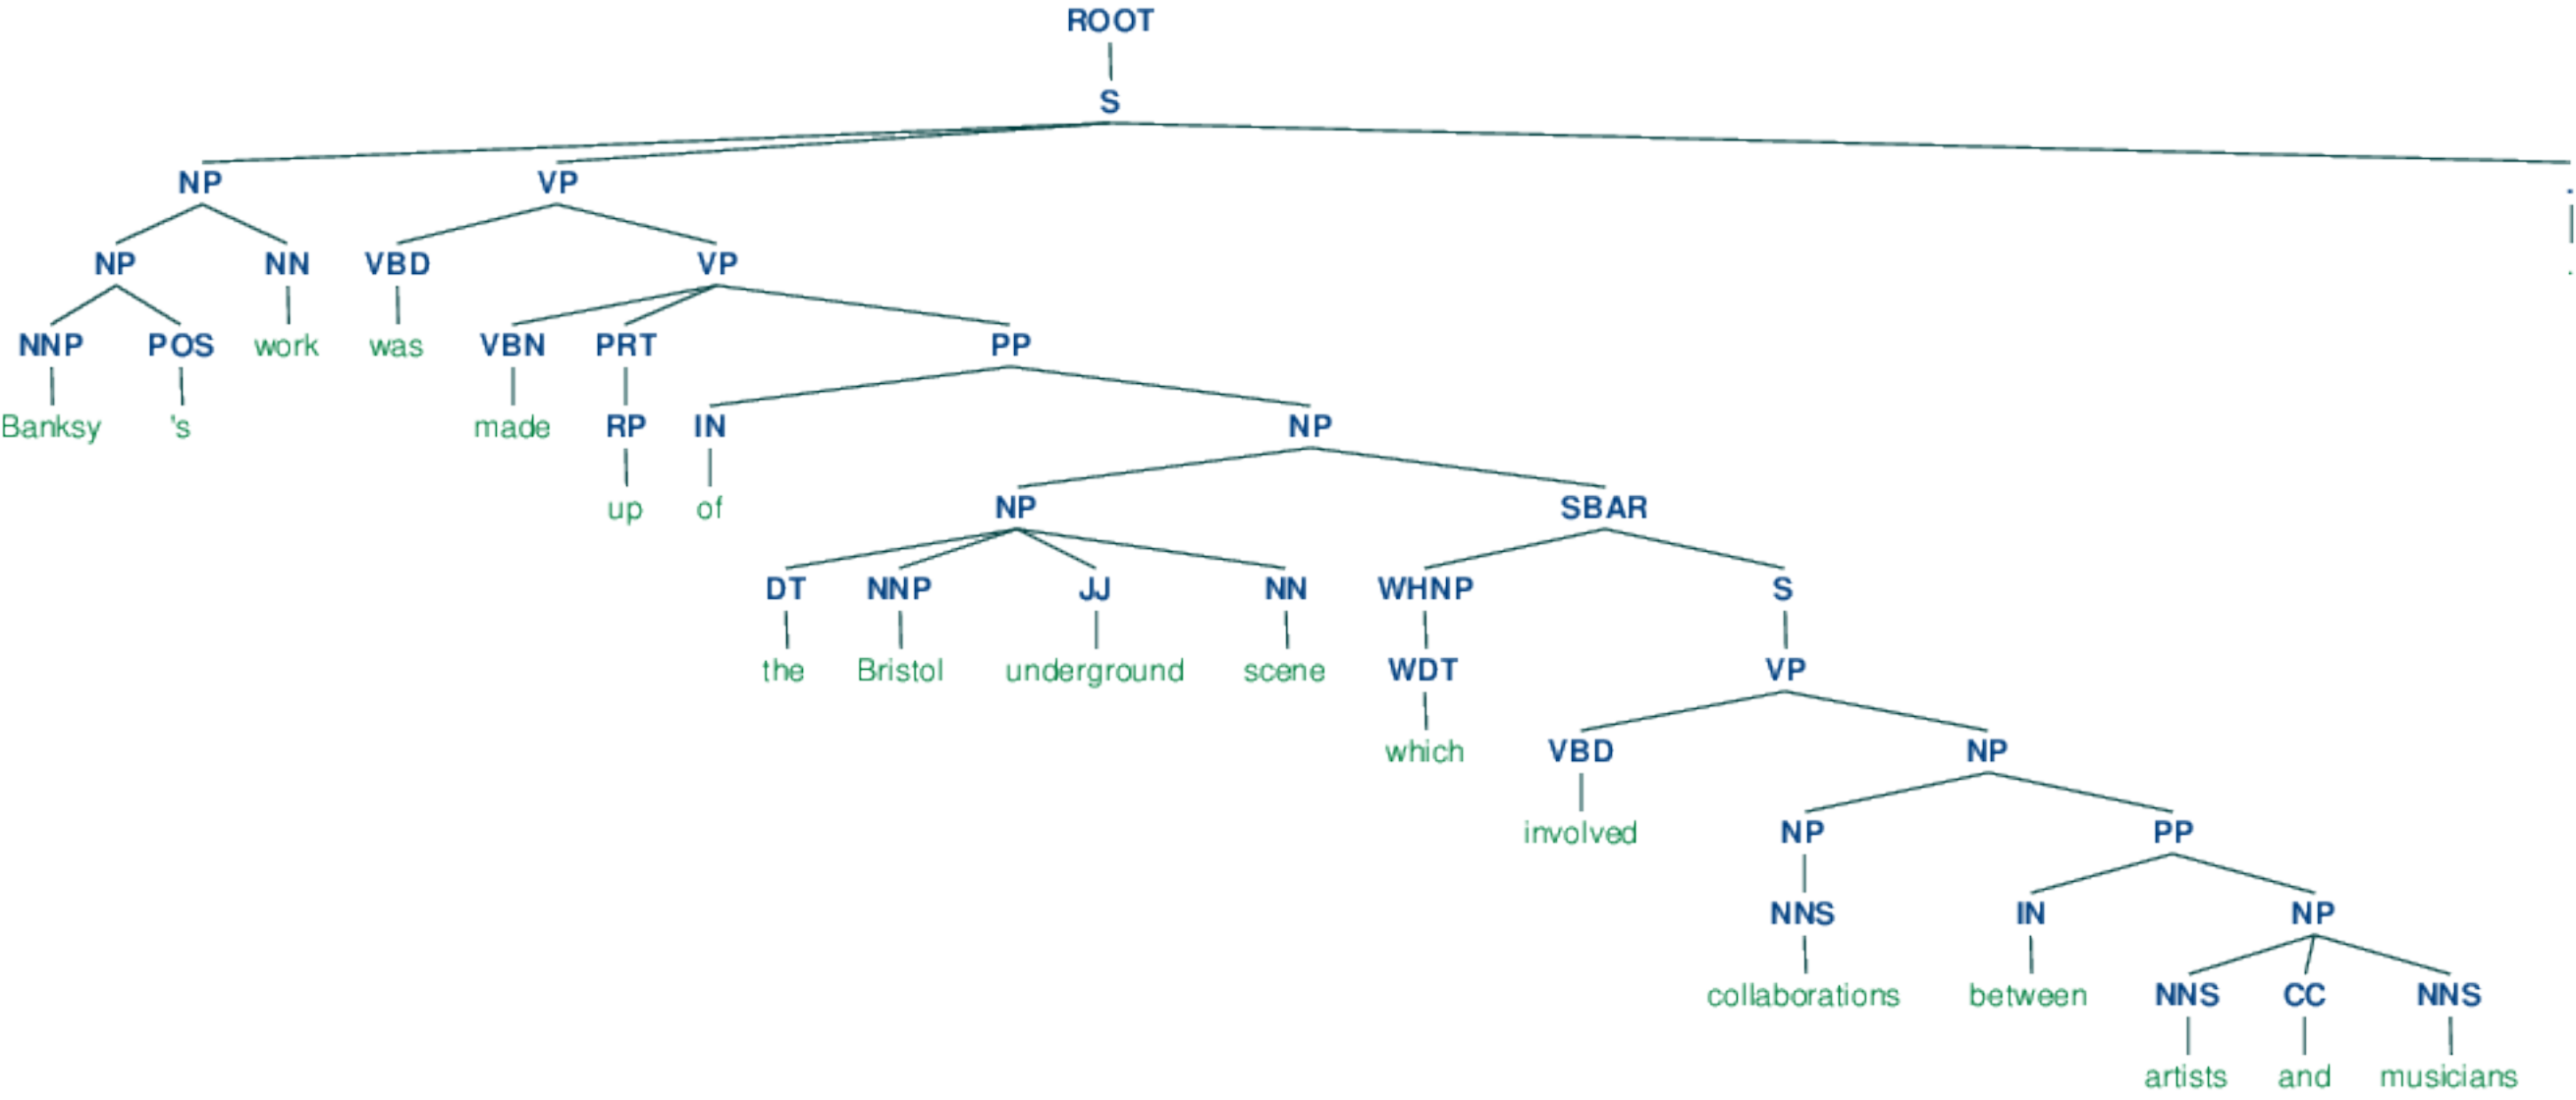 ROOT
S
NP VP .
NP NN VBD VP .
NNP POS work was VBN PRT PP
Banksy 's made RP IN NP
up of NP SBAR
DT NNP JJ NN WHNP S
the Bristol underground scene WDT VP
which VBD NP
involved NP PP
NNS IN NP
collaborations between NNS CC NNS
artists and musicians